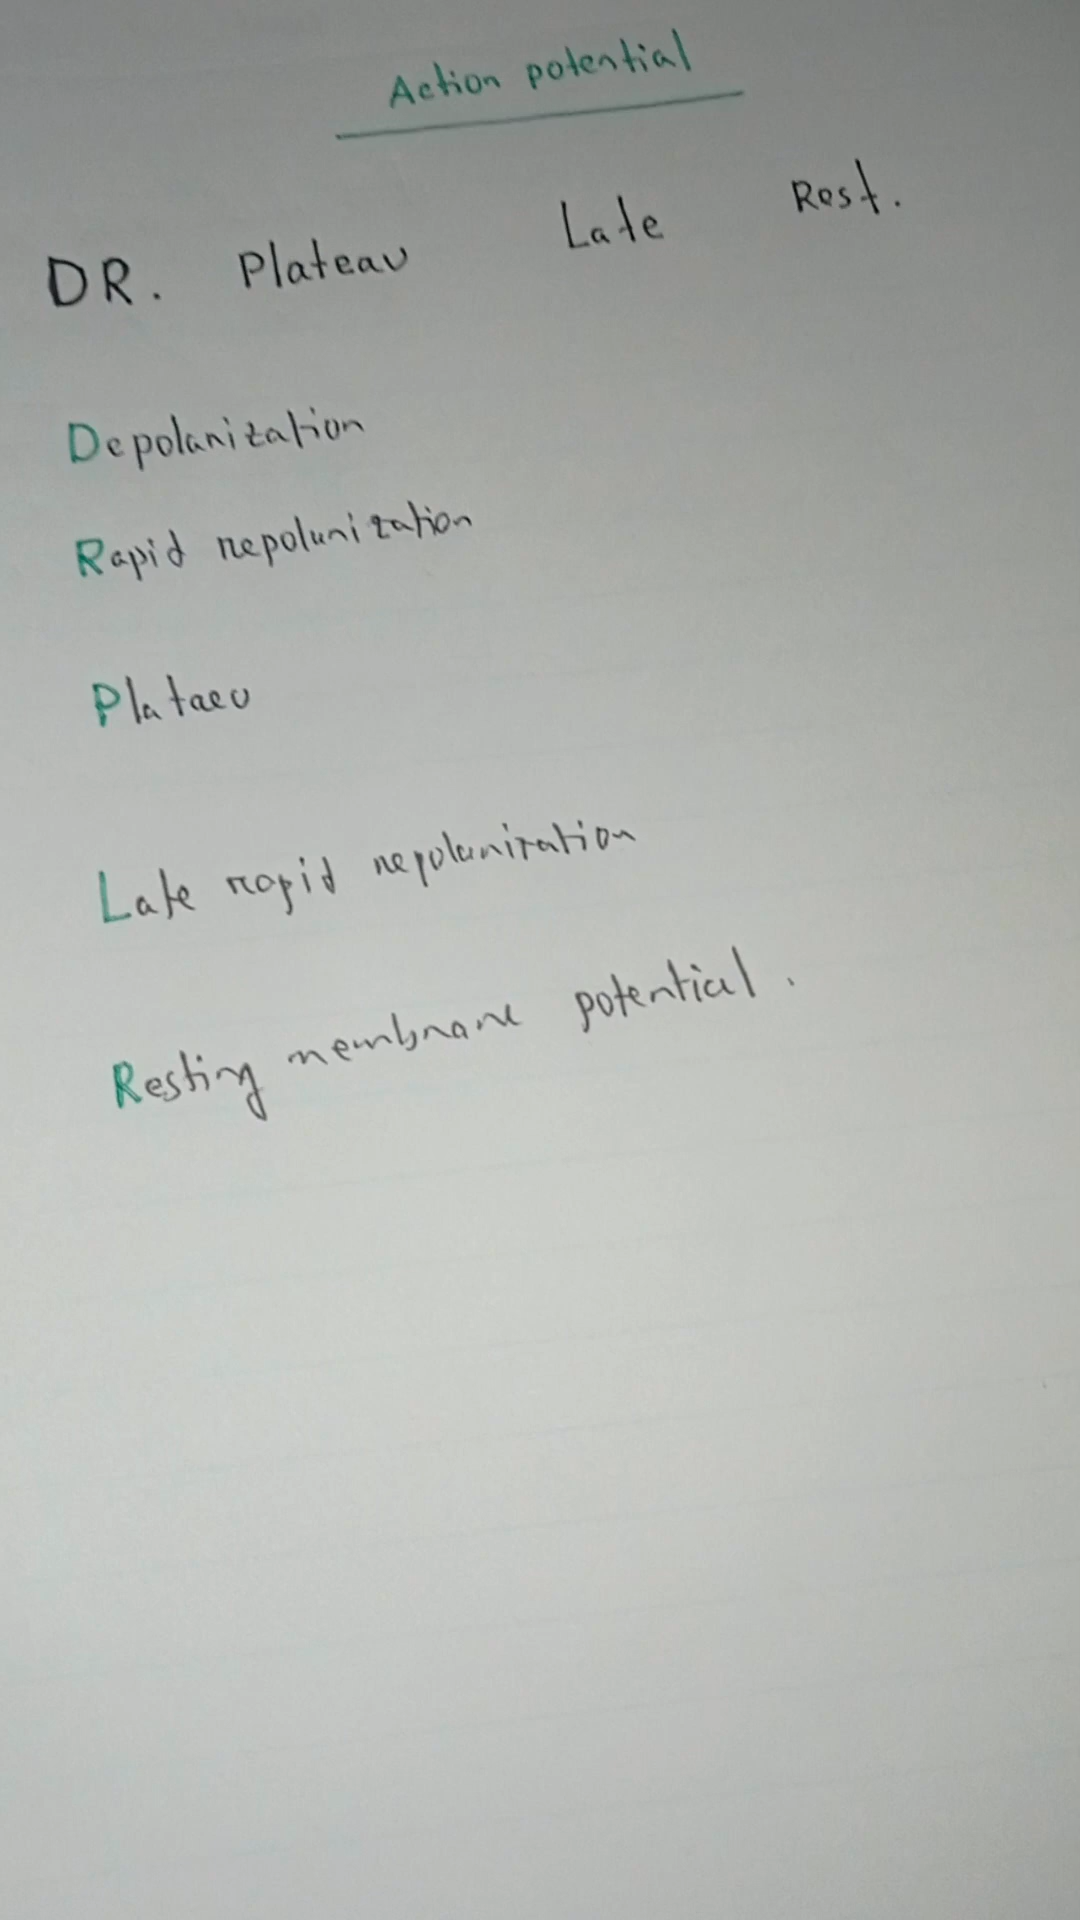 Action potential
DR. Plateau Late Rest.
Depolarization
Rapid repolarization
Plataeu
Late rapid repolarization
Resting membrane potential.